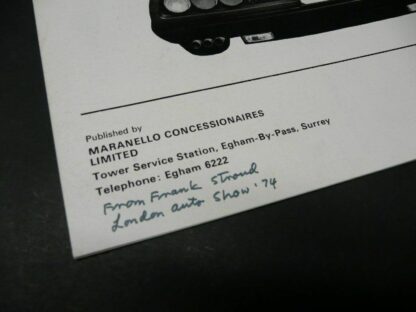 Published by
MARANELLO CONCESSIONAIRES
LIMITED
Tower Service Station, Egham-By-Pass, Surrey
Telephone: Egham 6222
From Frank Stroud
London auto Show '74